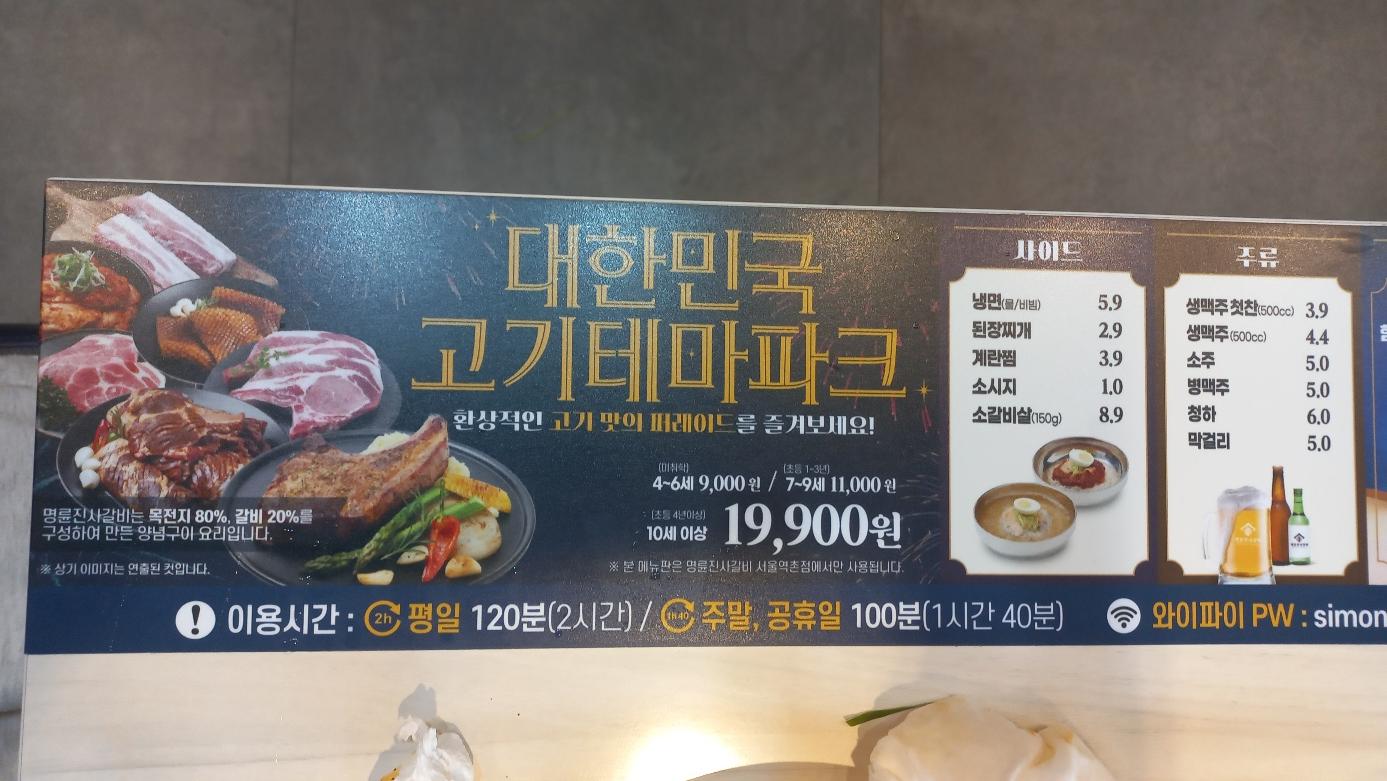 대한민국
고기테마파크
환상적인 고기 맛의 퍼레이드를 즐겨보세요!
(미취학) (초등 1~3년)
4~6세 9,000원 / 7~9세 11,000원
(초등 4년이상)
10세 이상 19,900원
※ 본 메뉴판은 명륜진사갈비 서울역촌점에서만 사용됩니다.
명륜진사갈비는 목전지 80%, 갈비 20%를
구성하여 만든 양념구이 요리입니다.
※ 상기 이미지는 연출된 컷입니다.
사이드
냉면(물/비빔) 5.9
된장찌개 2.9
계란찜 3.9
소시지 1.0
소갈비살(150g) 8.9
주류
생맥주 첫잔(500cc) 3.9
생맥주(500cc) 4.4
소주 5.0
병맥주 5.0
청하 6.0
막걸리 5.0
이용시간 : 2h 평일 120분(2시간) / 1h40 주말, 공휴일 100분(1시간 40분)
와이파이 PW : simon